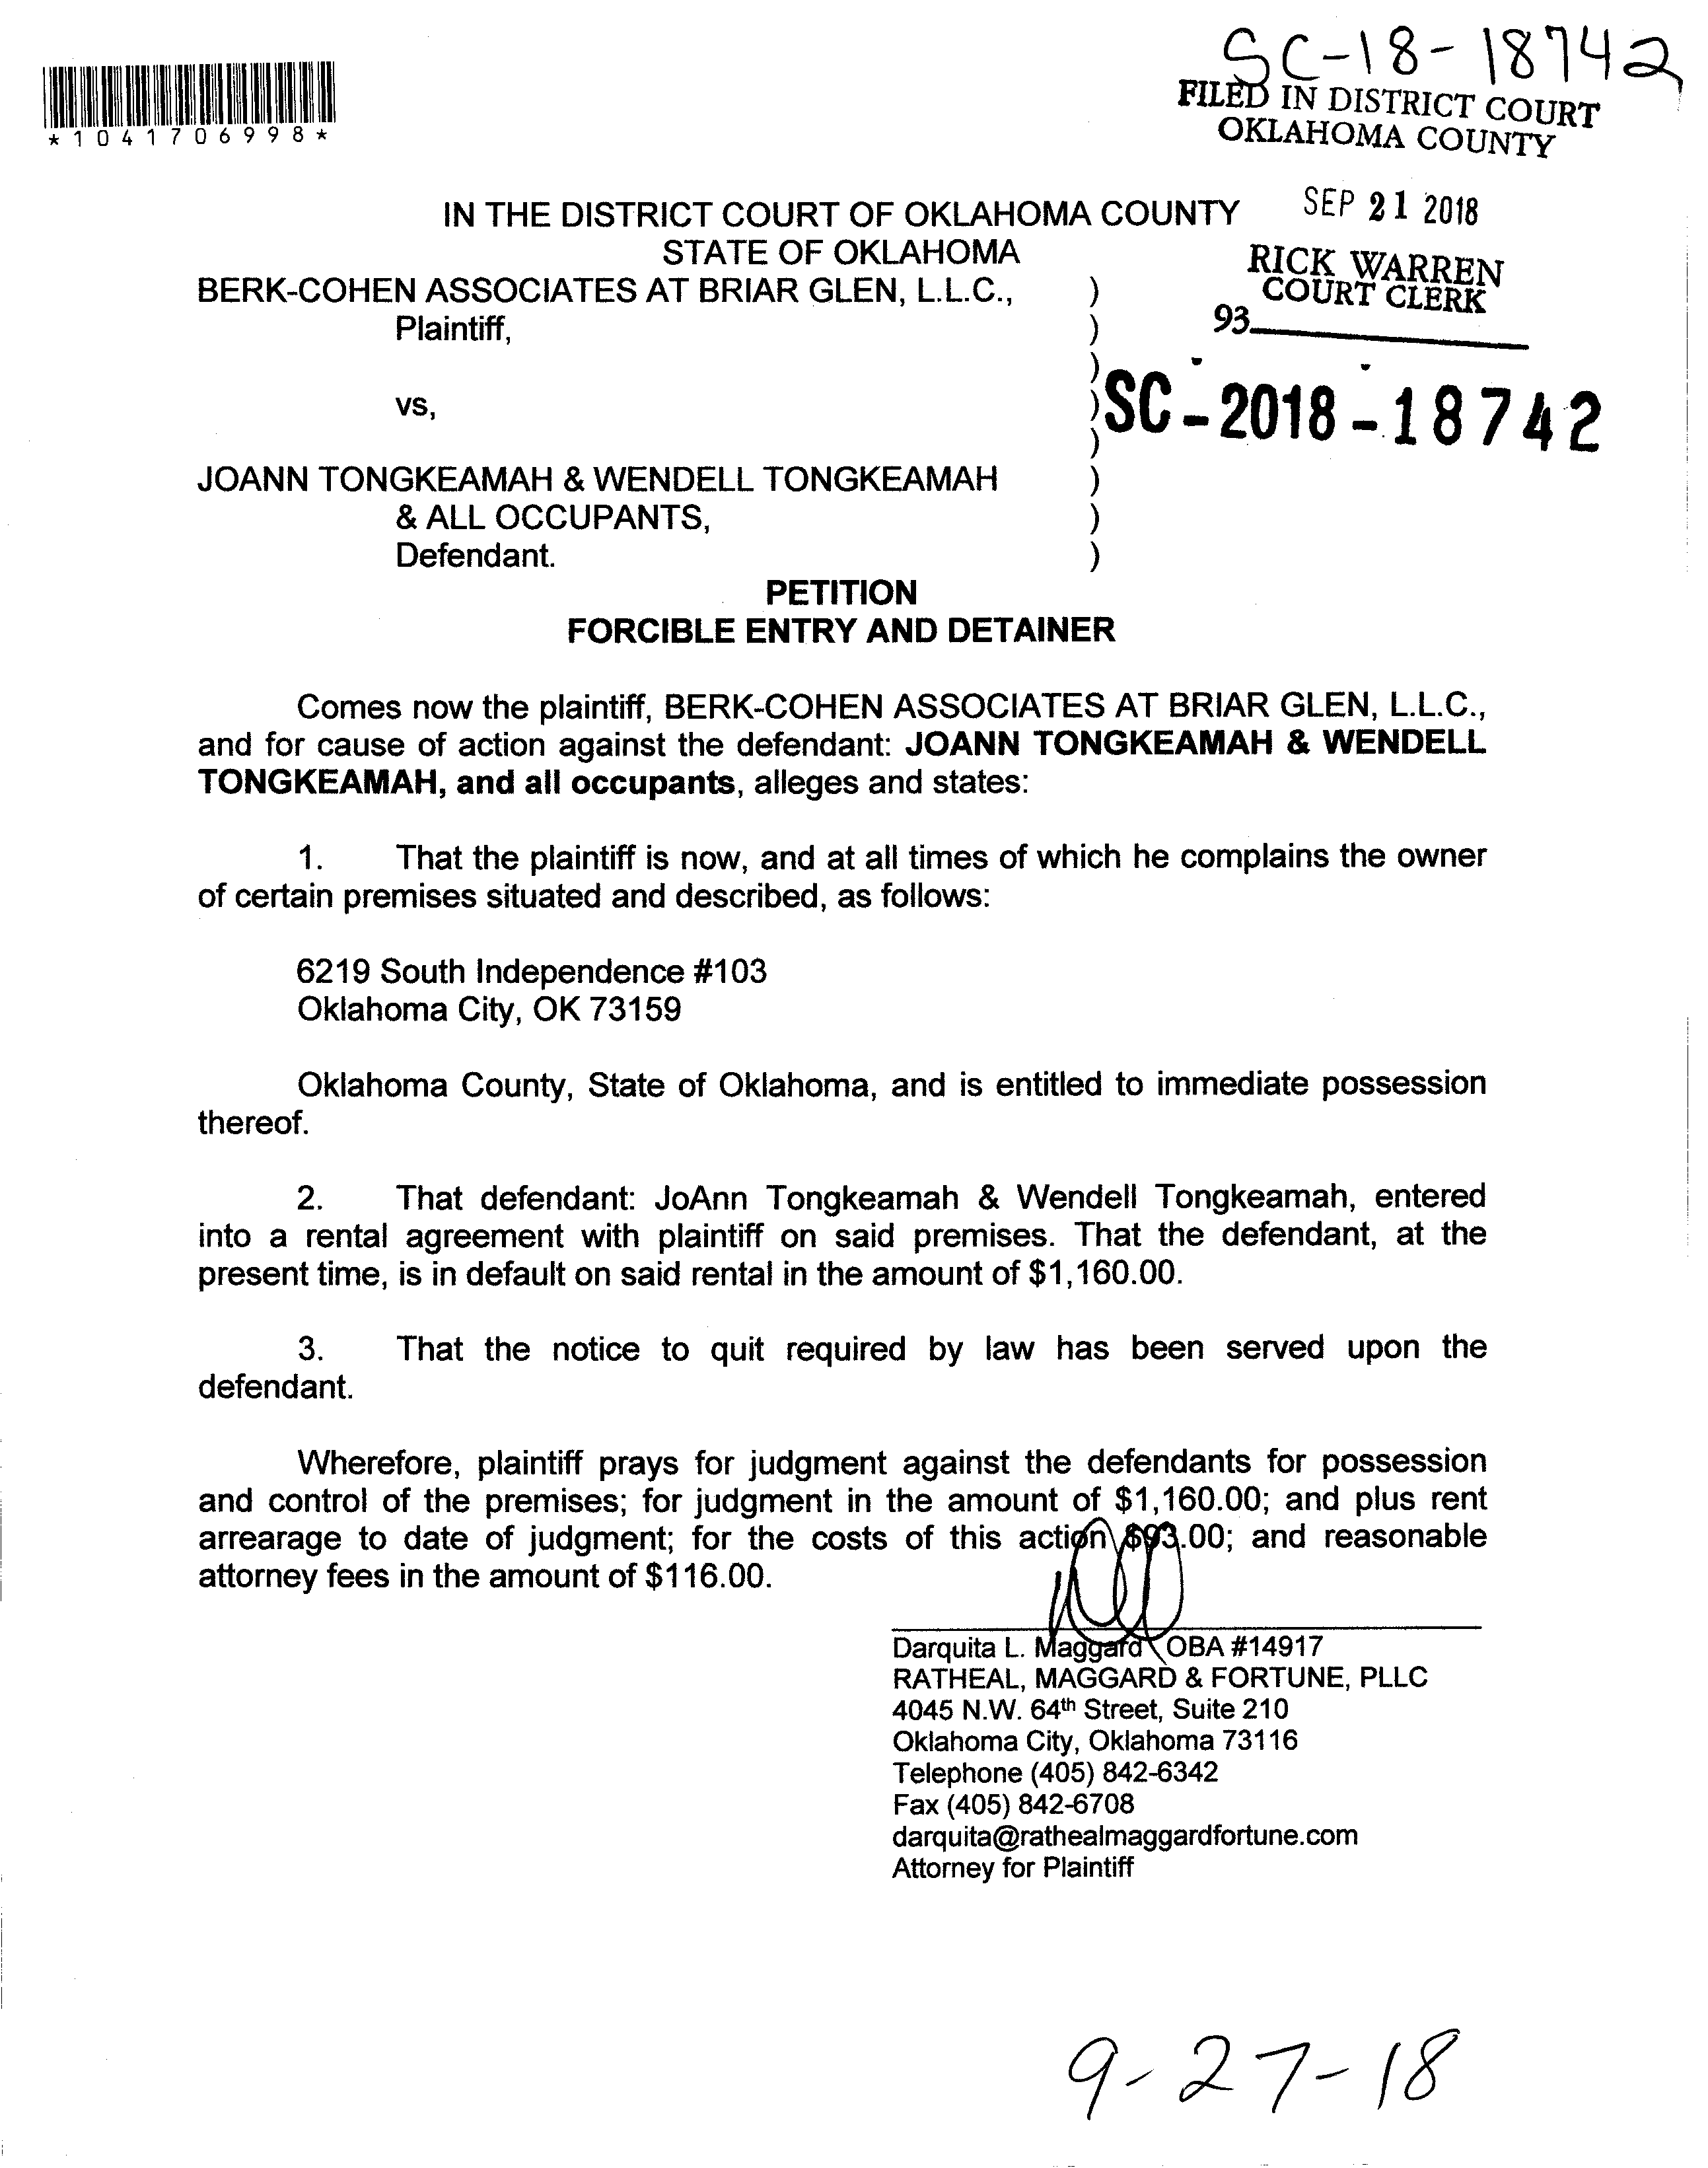 SC-18-18742
*1041706998*
FILED IN DISTRICT COURT
OKLAHOMA COUNTY
SEP 21 2018
RICK WARREN
COURT CLERK
93
SC-2018-18742
IN THE DISTRICT COURT OF OKLAHOMA COUNTY
STATE OF OKLAHOMA
BERK-COHEN ASSOCIATES AT BRIAR GLEN, L.L.C., )
Plaintiff, )
)
vs, )
)
JOANN TONGKEAMAH & WENDELL TONGKEAMAH )
& ALL OCCUPANTS, )
Defendant. )
PETITION
FORCIBLE ENTRY AND DETAINER
Comes now the plaintiff, BERK-COHEN ASSOCIATES AT BRIAR GLEN, L.L.C.,
and for cause of action against the defendant: JOANN TONGKEAMAH & WENDELL
TONGKEAMAH, and all occupants, alleges and states:
1. That the plaintiff is now, and at all times of which he complains the owner
of certain premises situated and described, as follows:
6219 South Independence #103
Oklahoma City, OK 73159
Oklahoma County, State of Oklahoma, and is entitled to immediate possession
thereof.
2. That defendant: JoAnn Tongkeamah & Wendell Tongkeamah, entered
into a rental agreement with plaintiff on said premises. That the defendant, at the
present time, is in default on said rental in the amount of $1,160.00.
3. That the notice to quit required by law has been served upon the
defendant.
Wherefore, plaintiff prays for judgment against the defendants for possession
and control of the premises; for judgment in the amount of $1,160.00; and plus rent
arrearage to date of judgment; for the costs of this action $93.00; and reasonable
attorney fees in the amount of $116.00.
Darquita L. Maggard OBA #14917
RATHEAL, MAGGARD & FORTUNE, PLLC
4045 N.W. 64th Street, Suite 210
Oklahoma City, Oklahoma 73116
Telephone (405) 842-6342
Fax (405) 842-6708
darquita@rathealmaggardfortune.com
Attorney for Plaintiff
9-27-18